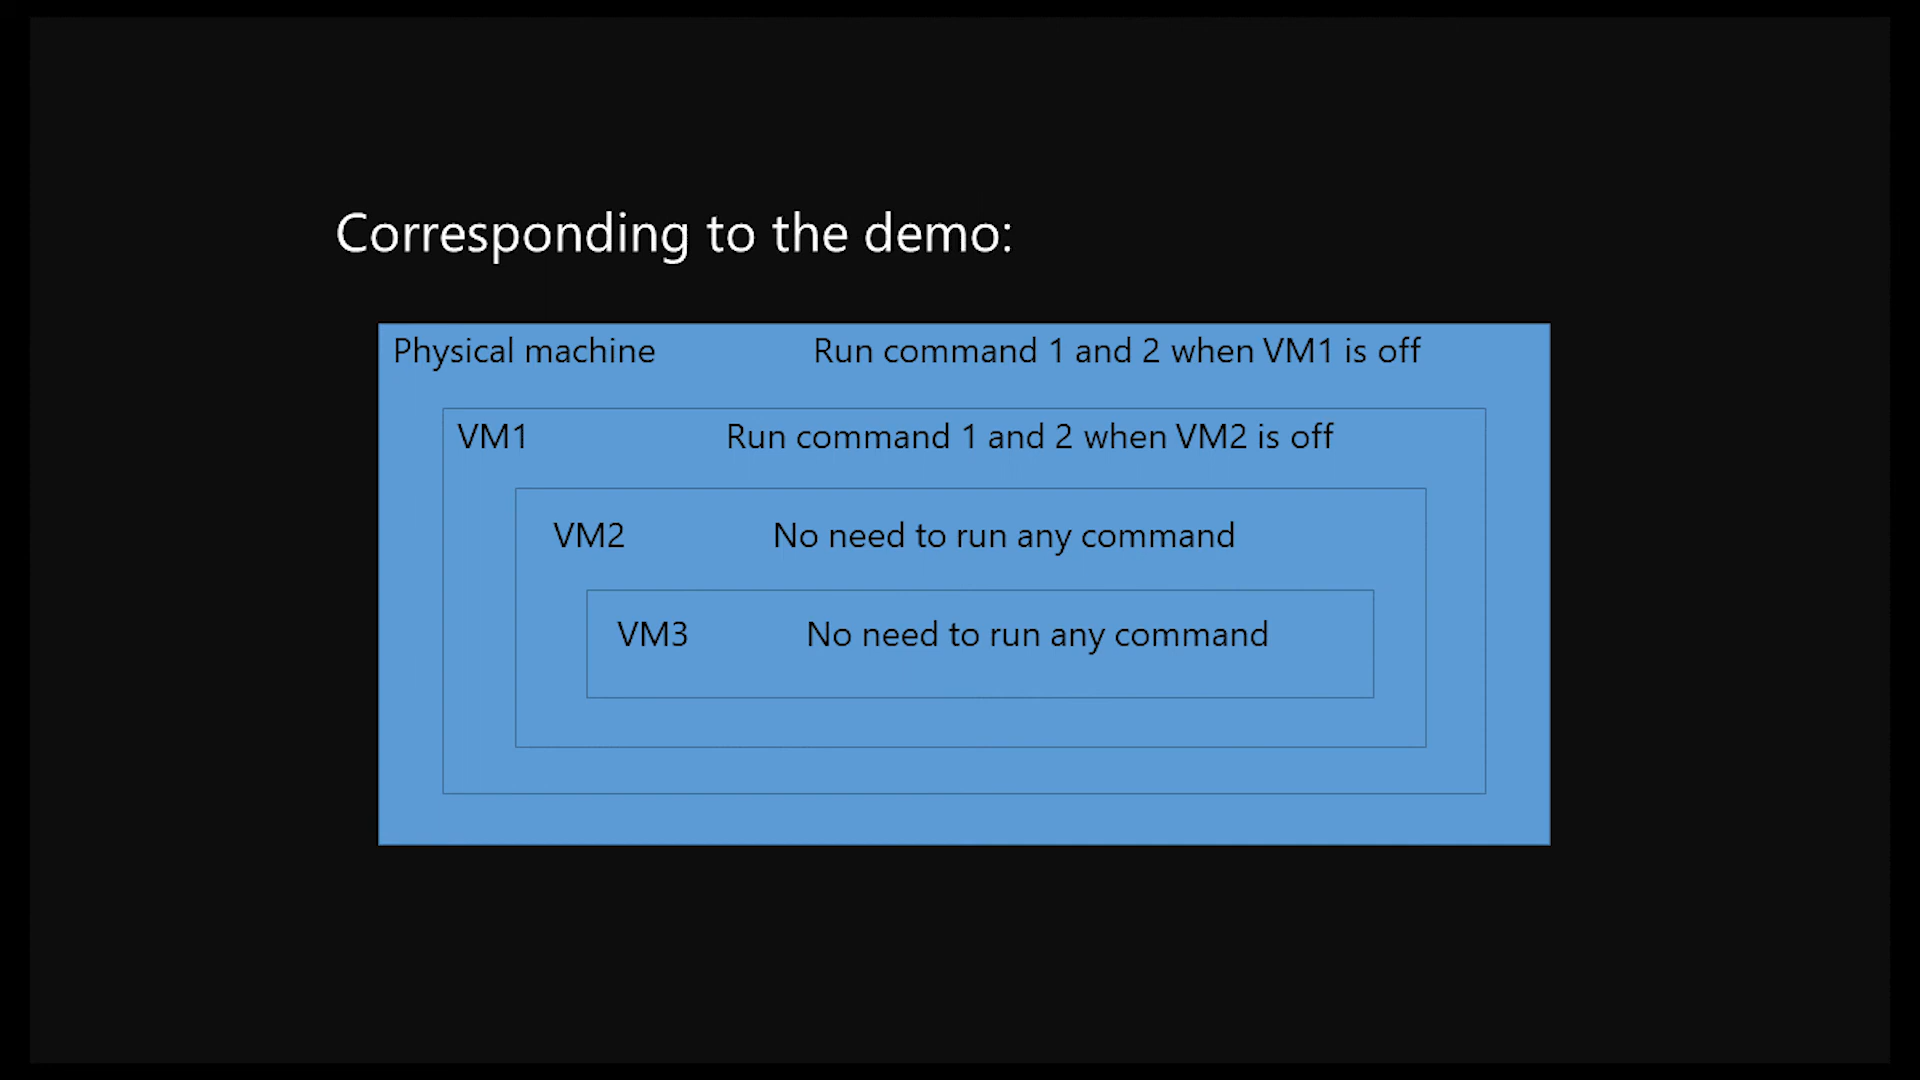 Corresponding to the demo:
Physical machine Run command 1 and 2 when VM1 is off
VM1 Run command 1 and 2 when VM2 is off
VM2 No need to run any command
VM3 No need to run any command